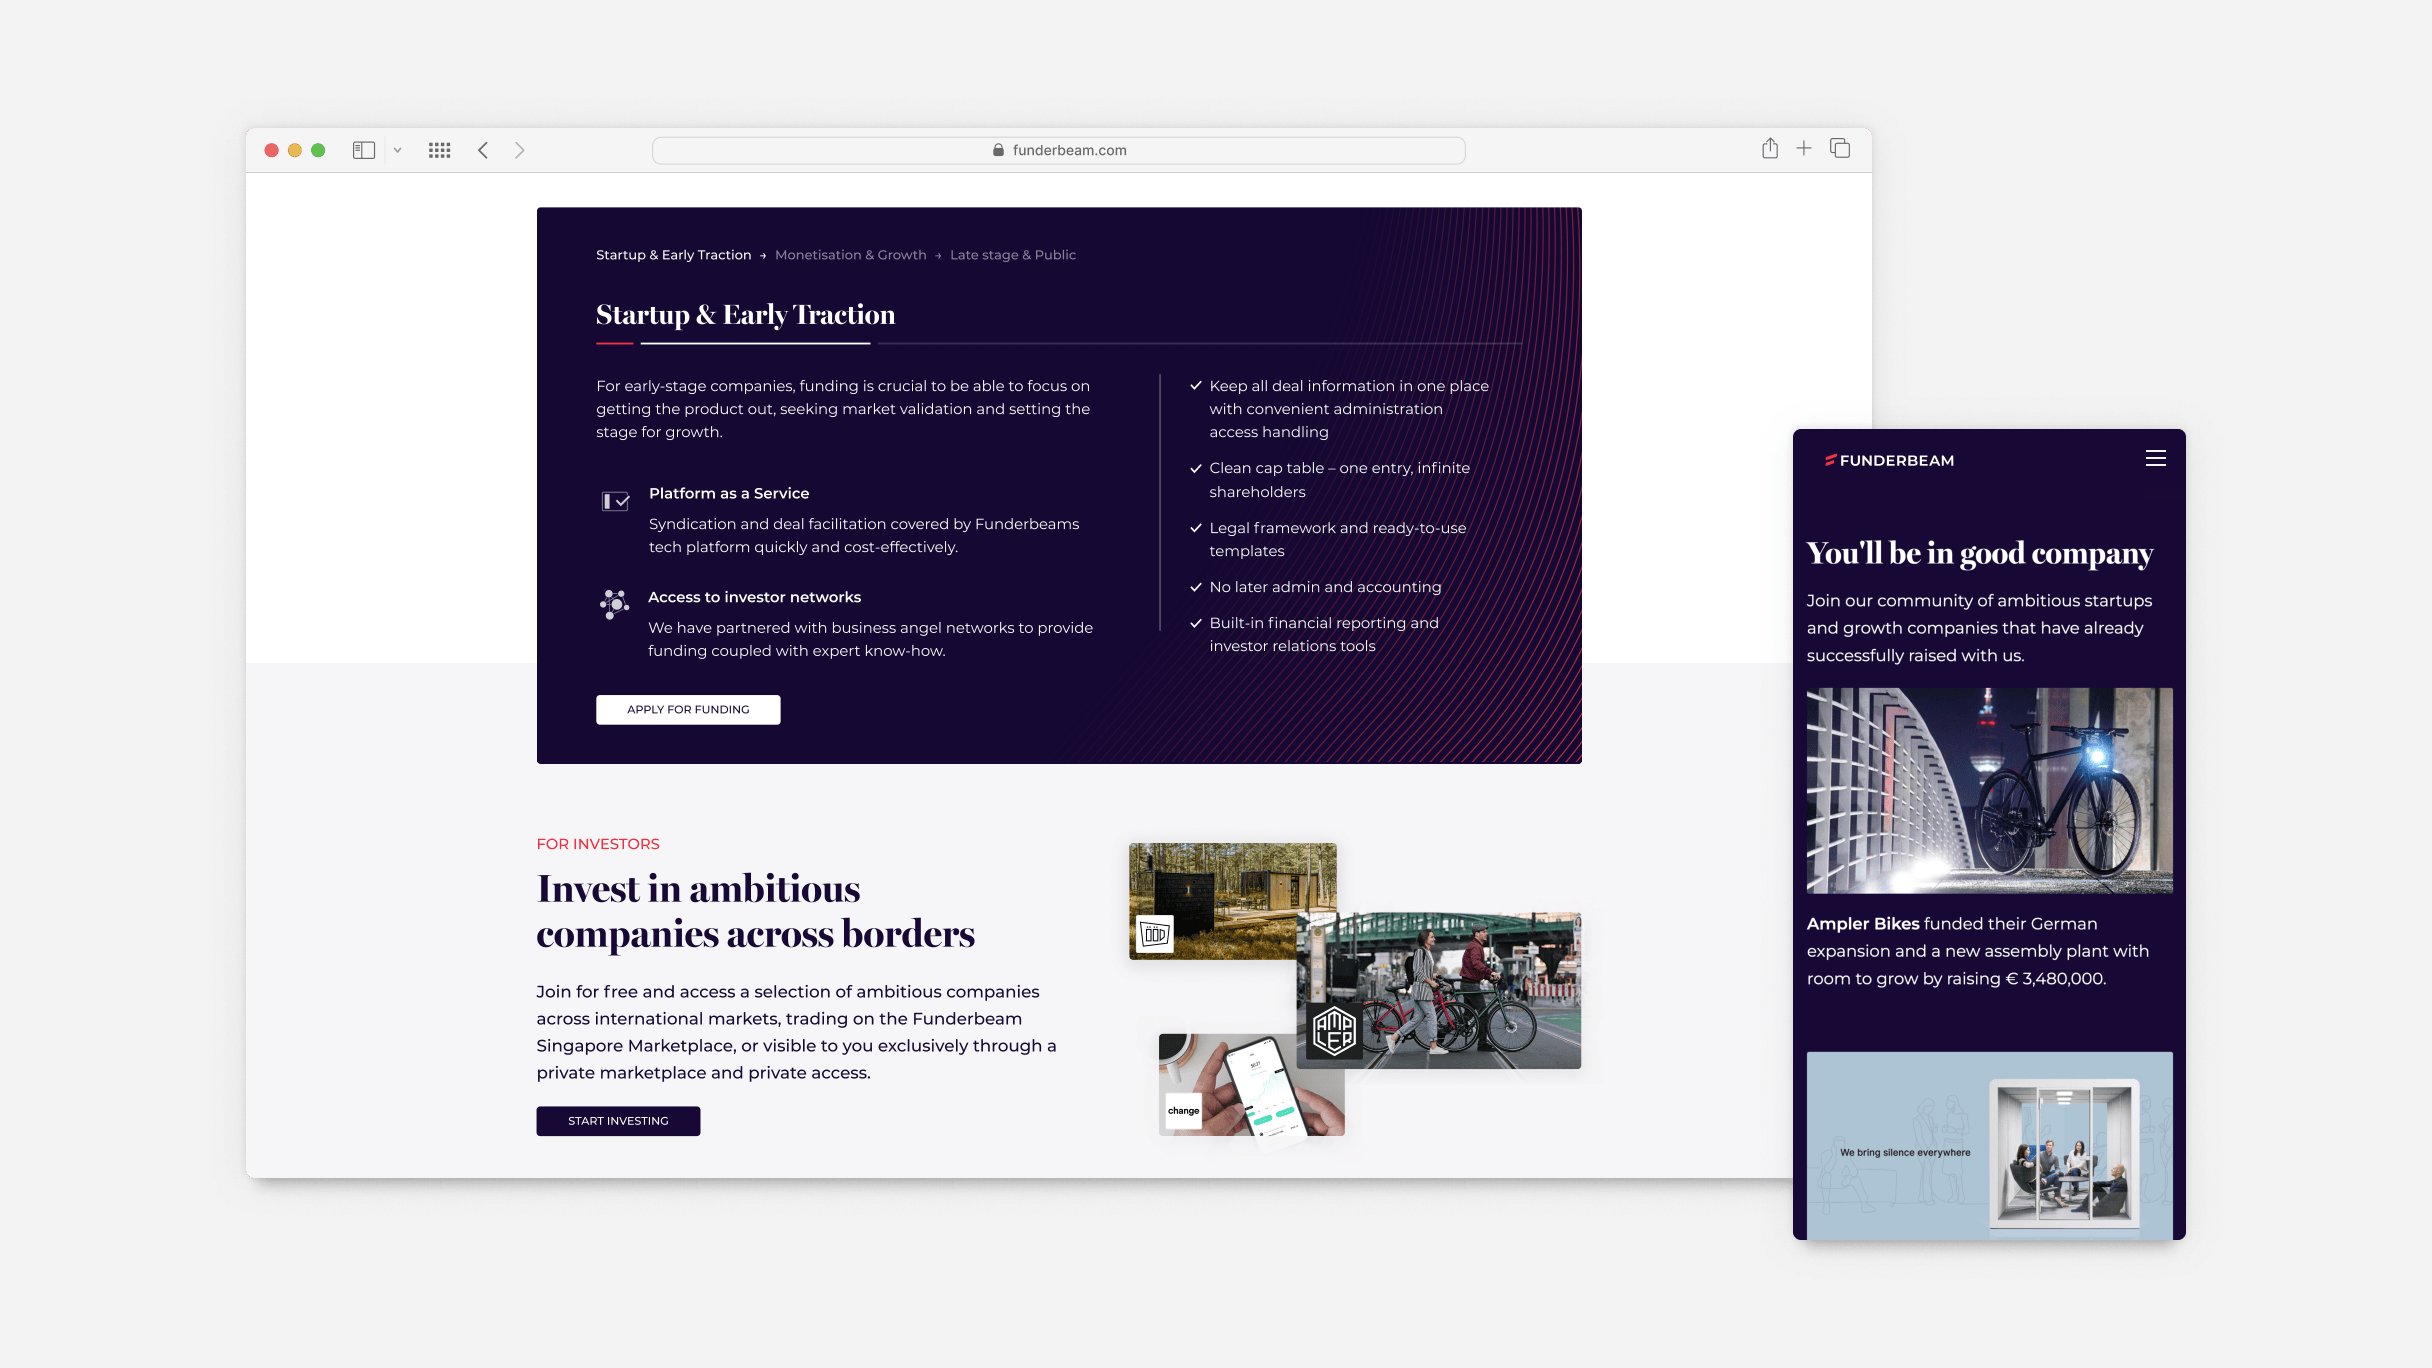 funderbeam.com
Startup & Early Traction → Monetisation & Growth → Late stage & Public
Startup & Early Traction
For early-stage companies, funding is crucial to be able to focus on
getting the product out, seeking market validation and setting the
stage for growth.
Platform as a Service
Syndication and deal facilitation covered by Funderbeams
tech platform quickly and cost-effectively.
Access to investor networks
We have partnered with business angel networks to provide
funding coupled with expert know-how.
APPLY FOR FUNDING
Keep all deal information in one place
with convenient administration
access handling
Clean cap table – one entry, infinite
shareholders
Legal framework and ready-to-use
templates
No later admin and accounting
Built-in financial reporting and
investor relations tools
FOR INVESTORS
Invest in ambitious
companies across borders
Join for free and access a selection of ambitious companies
across international markets, trading on the Funderbeam
Singapore Marketplace, or visible to you exclusively through a
private marketplace and private access.
START INVESTING
ÖÖD
AMP
LER
change
FUNDERBEAM
You'll be in good company
Join our community of ambitious startups
and growth companies that have already
successfully raised with us.
Ampler Bikes funded their German
expansion and a new assembly plant with
room to grow by raising € 3,480,000.
We bring silence everywhere